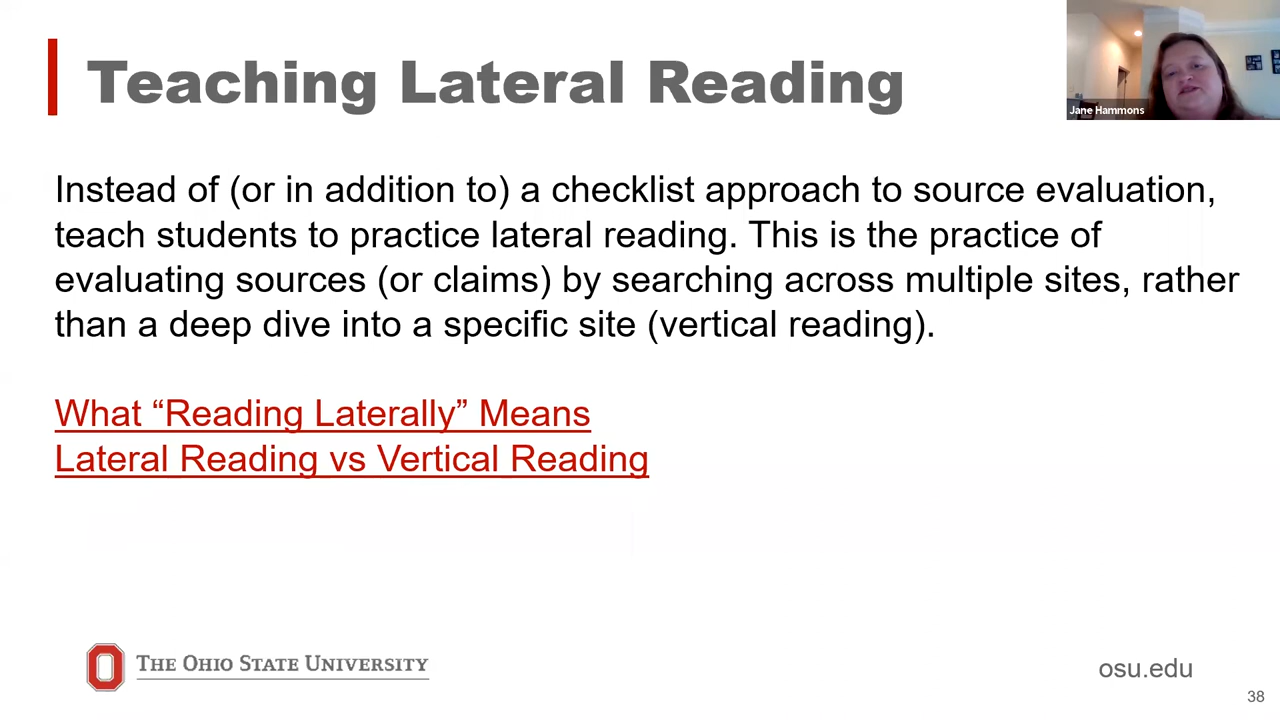 Teaching Lateral Reading
Jane Hammons
Instead of (or in addition to) a checklist approach to source evaluation,
teach students to practice lateral reading. This is the practice of
evaluating sources (or claims) by searching across multiple sites, rather
than a deep dive into a specific site (vertical reading).
What “Reading Laterally” Means
Lateral Reading vs Vertical Reading
THE OHIO STATE UNIVERSITY
osu.edu
38